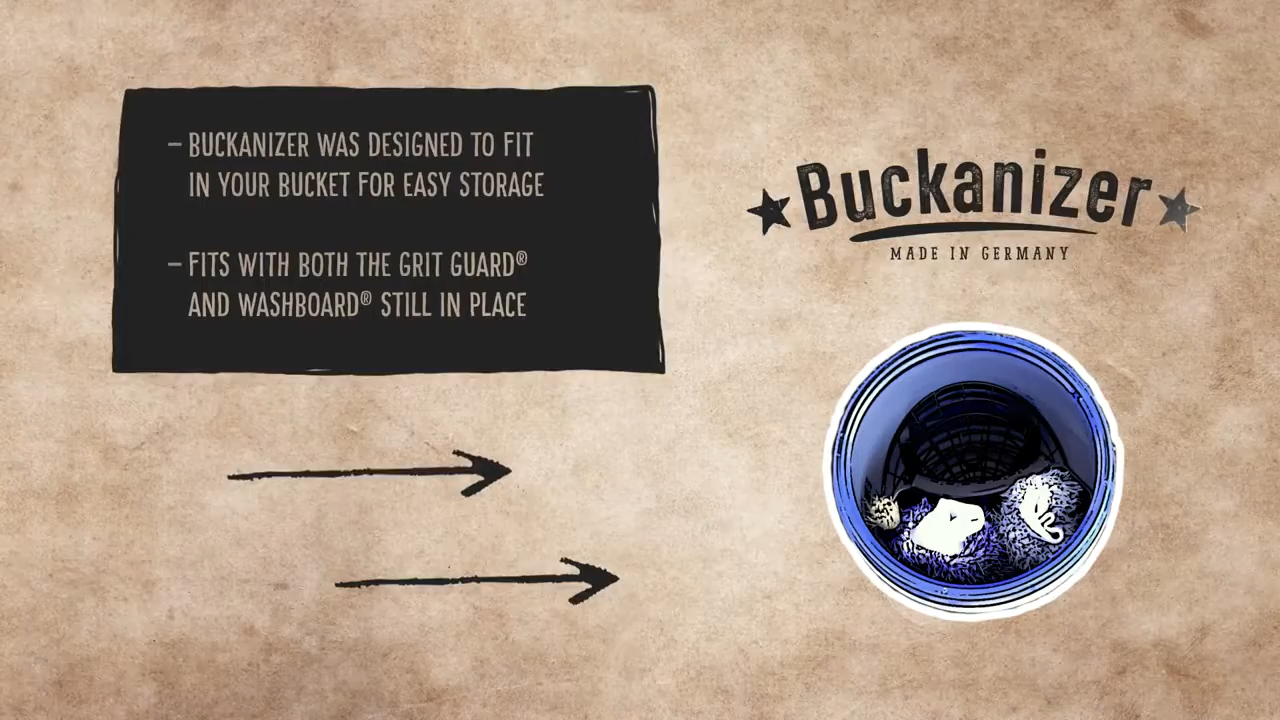 – BUCKANIZER WAS DESIGNED TO FIT
IN YOUR BUCKET FOR EASY STORAGE
– FITS WITH BOTH THE GRIT GUARD®
AND WASHBOARD® STILL IN PLACE
Buckanizer
MADE IN GERMANY